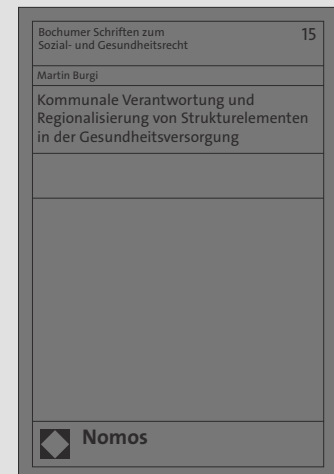 Bochumer Schriften zum
Sozial- und Gesundheitsrecht
15
Martin Burgi
Kommunale Verantwortung und
Regionalisierung von Strukturelementen
in der Gesundheitsversorgung
Nomos